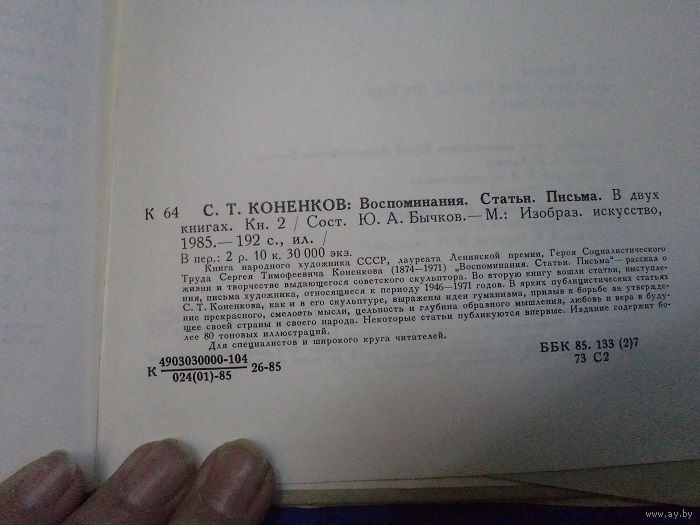 К 64 С. Т. КОНЕНКОВ: Воспоминания. Статьи. Письма. В двух
книгах. Кн. 2 / Сост. Ю. А. Бычков.— М.: Изобраз. искусство,
1985.— 192 с., ил. /
В пер.: 2 р. 10 к. 30 000 экз.
Книга народного художника СССР, лауреата Ленинской премии, Героя Социалистического
Труда Сергея Тимофеевича Коненкова (1874—1971) „Воспоминания. Статьи. Письма“— рассказ о
жизни и творчестве выдающегося советского скульптора. Во вторую книгу вошли статьи, выступле-
ния, письма художника, относящиеся к периоду 1946—1971 годов. В ярких публицистических статьях
С. Т. Коненкова, как и в его скульптуре, выражены идеи гуманизма, призыв к борьбе за утвержде-
ние прекрасного, смелость мысли, цельность и глубина образного мышления, любовь и вера в буду-
щее своей страны и своего народа. Некоторые статьи публикуются впервые. Издание содержит бо-
лее 80 тоновых иллюстраций.
Для специалистов и широкого круга читателей.
К 4903030000-104
024(01)-85 26-85
ББК 85. 133 (2)7
73 С2
www.ay.by